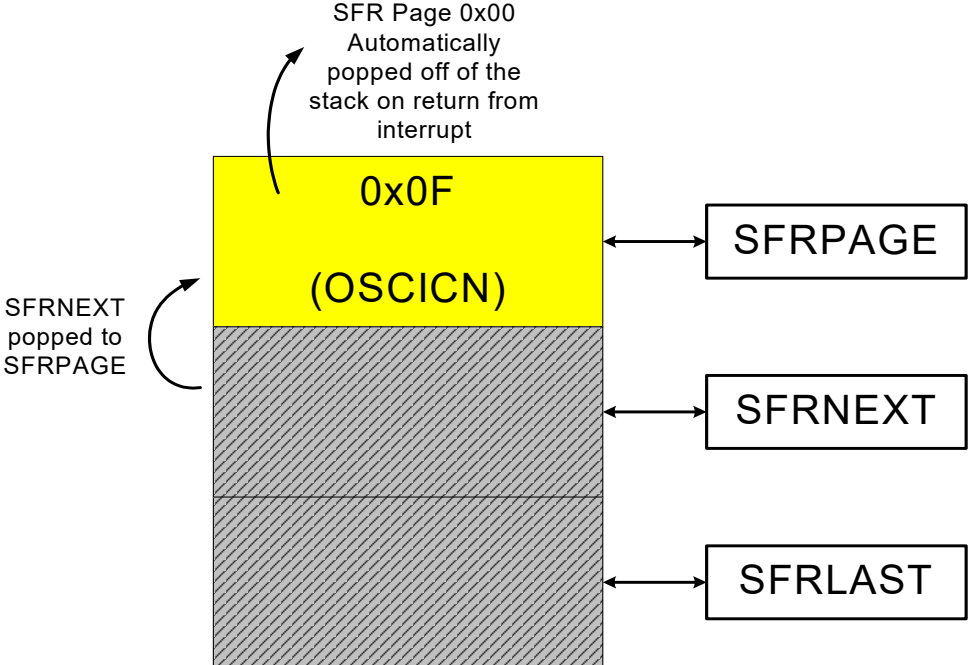 SFR Page 0x00
Automatically
popped off of the
stack on return from
interrupt
0x0F
(OSCICN)
SFRPAGE
SFRNEXT
popped to
SFRPAGE
SFRNEXT
SFRLAST